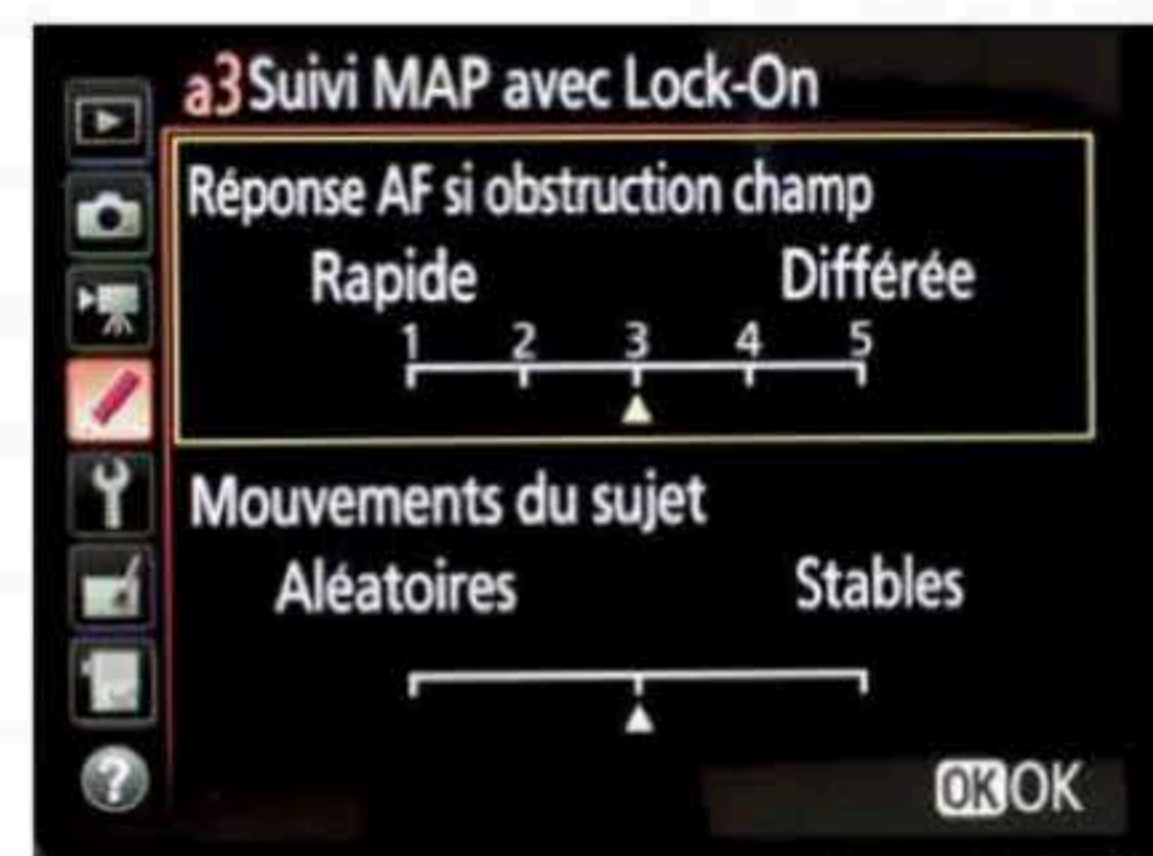 a3 Suivi MAP avec Lock-On
Réponse AF si obstruction champ
Rapide Différée
1 2 3 4 5
Mouvements du sujet
Aléatoires Stables
? OK OK